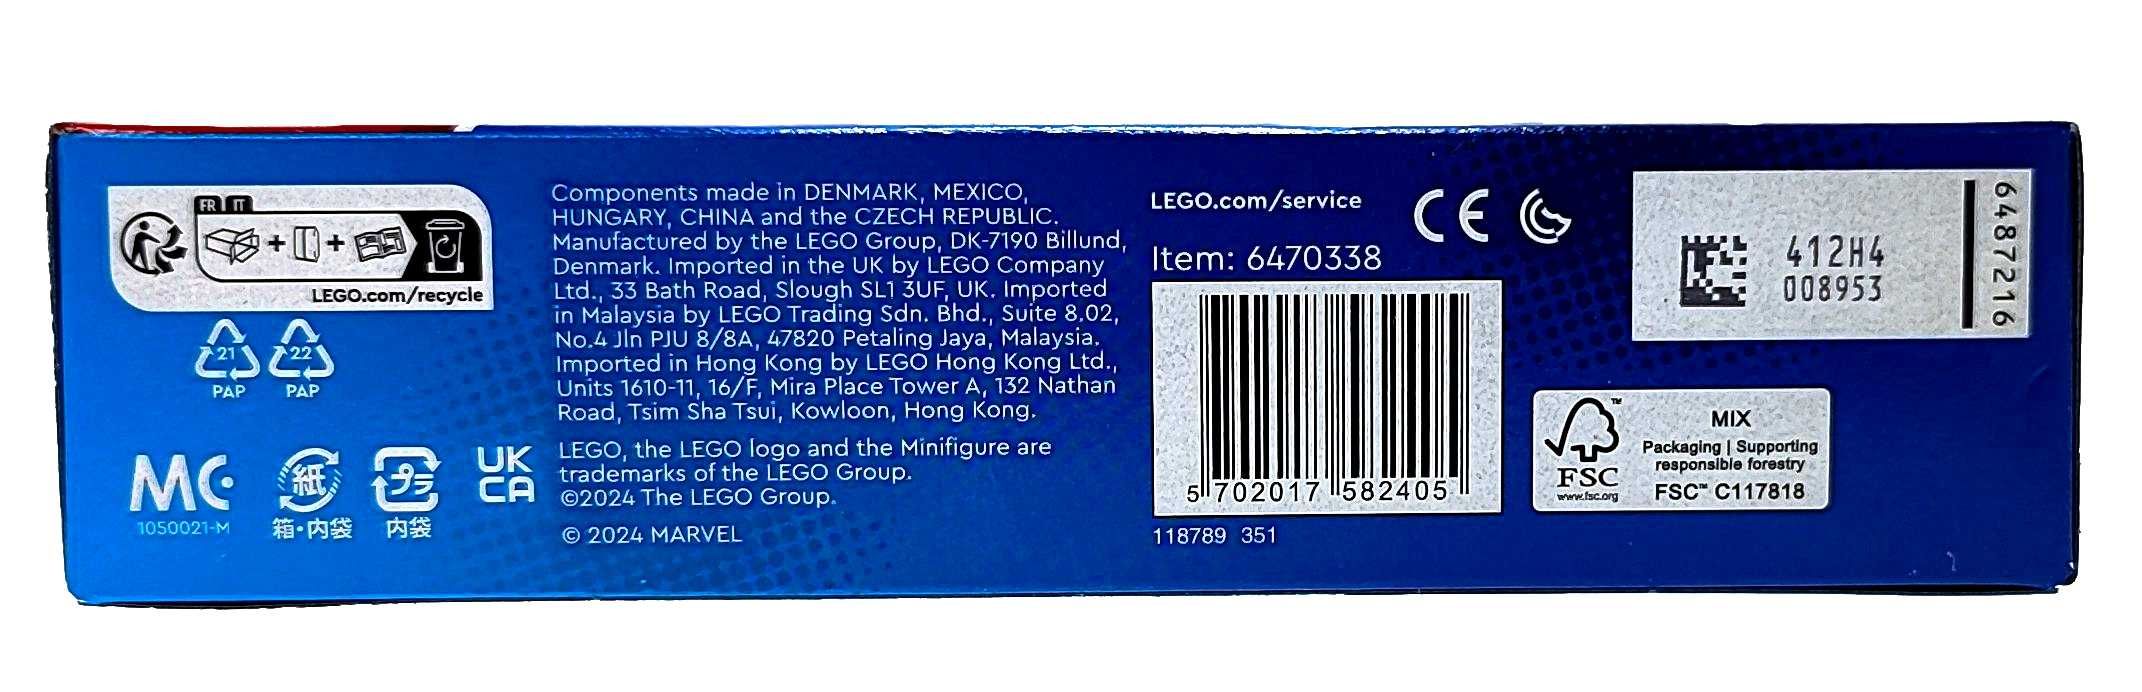 FR IT
LEGO.com/recycle
21
PAP
22
PAP
MC
1050021-M
紙
箱・内袋
プラ
内袋
UK
CA
Components made in DENMARK, MEXICO,
HUNGARY, CHINA and the CZECH REPUBLIC.
Manufactured by the LEGO Group, DK-7190 Billund,
Denmark. Imported in the UK by LEGO Company
Ltd., 33 Bath Road, Slough SL1 3UF, UK. Imported
in Malaysia by LEGO Trading Sdn. Bhd., Suite 8.02,
No.4 Jln PJU 8/8A, 47820 Petaling Jaya, Malaysia.
Imported in Hong Kong by LEGO Hong Kong Ltd.,
Units 1610-11, 16/F, Mira Place Tower A, 132 Nathan
Road, Tsim Sha Tsui, Kowloon, Hong Kong.
LEGO, the LEGO logo and the Minifigure are
trademarks of the LEGO Group.
©2024 The LEGO Group.
© 2024 MARVEL
LEGO.com/service
CE
Item: 6470338
5 702017 582405
118789 351
412H4
008953
6487216
FSC
™
www.fsc.org
MIX
Packaging | Supporting
responsible forestry
FSC™ C117818